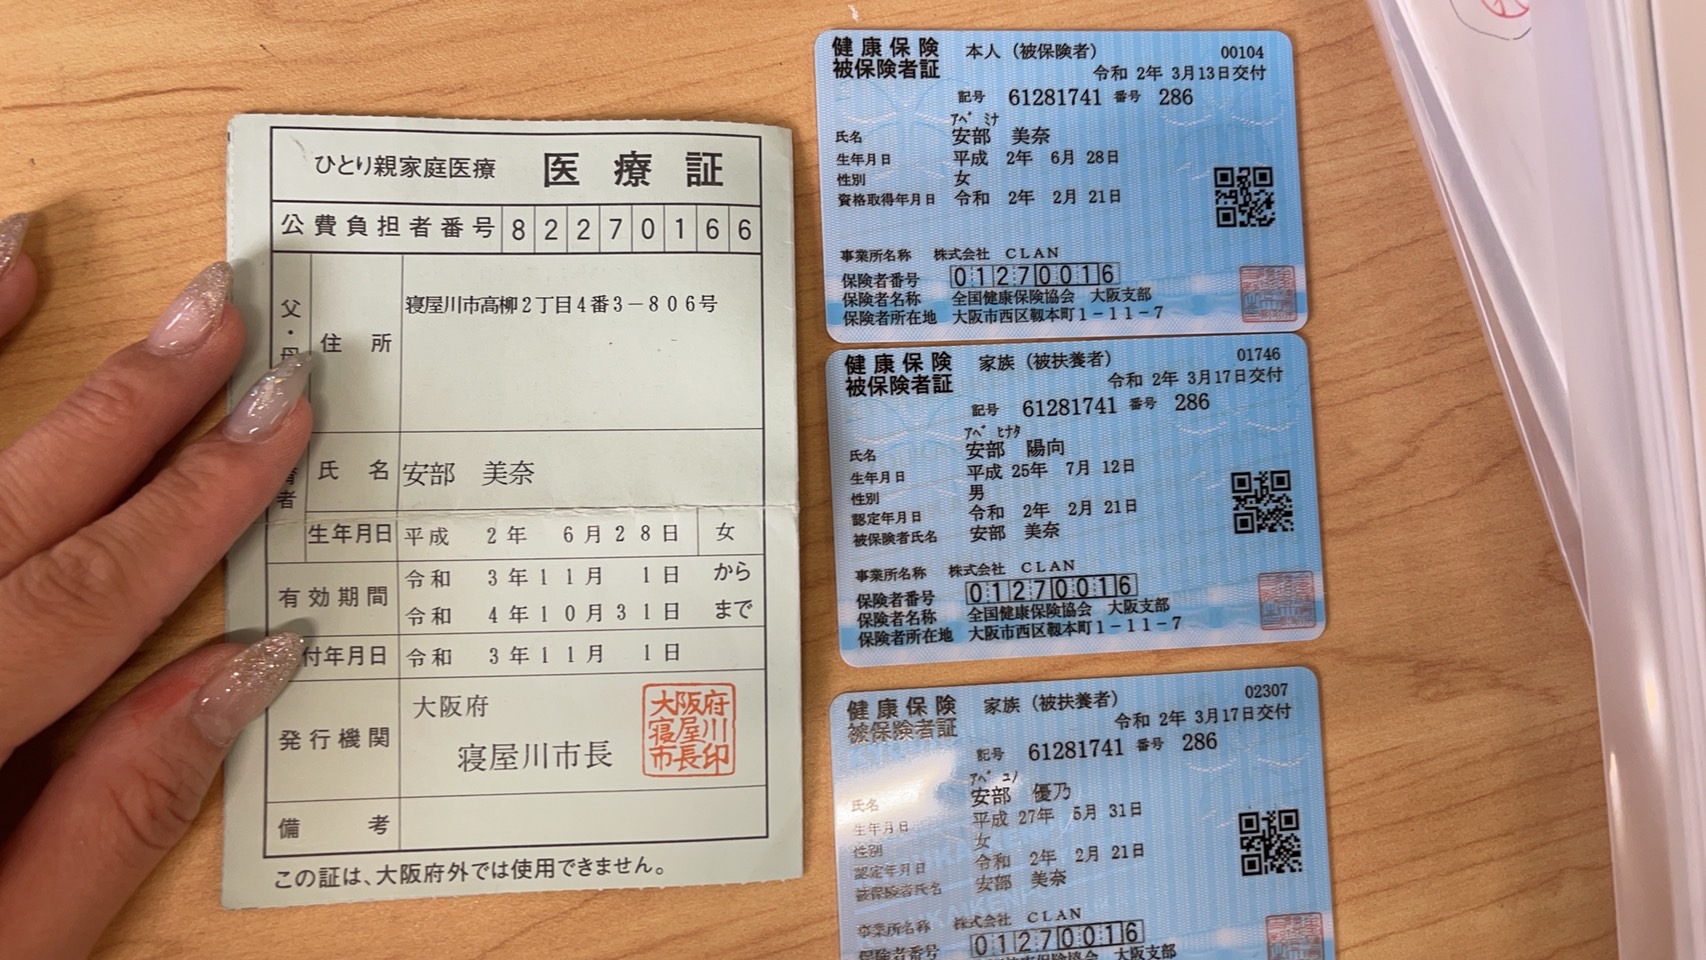 ひとり親家庭医療 医療証
公費負担者番号 82270166
父・母
住所 寝屋川市高柳2丁目4番3-806号
者
氏名 安部 美奈
生年月日 平成 2年 6月28日 女
有効期間 令和 3年11月 1日 から
令和 4年10月31日 まで
付年月日 令和 3年11月 1日
発行機関 大阪府
寝屋川市長
大阪府
寝屋川
市長印
備考
この証は、大阪府外では使用できません。
健康保険 本人(被保険者) 00104
被保険者証 令和 2年 3月13日交付
記号 61281741 番号 286
アベ ミナ
氏名 安部 美奈
生年月日 平成 2年 6月 28日
性別 女
資格取得年月日 令和 2年 2月 21日
事業所名称 株式会社 CLAN
保険者番号 01270016
保険者名称 全国健康保険協会 大阪支部
保険者所在地 大阪市西区靱本町1-11-7
健康保険 家族(被扶養者) 01746
被保険者証 令和 2年 3月17日交付
記号 61281741 番号 286
アベ ヒナタ
氏名 安部 陽向
生年月日 平成 25年 7月 12日
性別 男
認定年月日 令和 2年 2月 21日
被保険者氏名 安部 美奈
事業所名称 株式会社 CLAN
保険者番号 01270016
保険者名称 全国健康保険協会 大阪支部
保険者所在地 大阪市西区靱本町1-11-7
健康保険 家族(被扶養者) 02307
被保険者証 令和 2年 3月17日交付
記号 61281741 番号 286
アベ ユノ
氏名 安部 優乃
生年月日 平成 27年 5月 31日
性別 女
認定年月日 令和 2年 2月 21日
被保険者氏名 安部 美奈
事業所名称 株式会社 CLAN
保険者番号 01270016
大阪支部